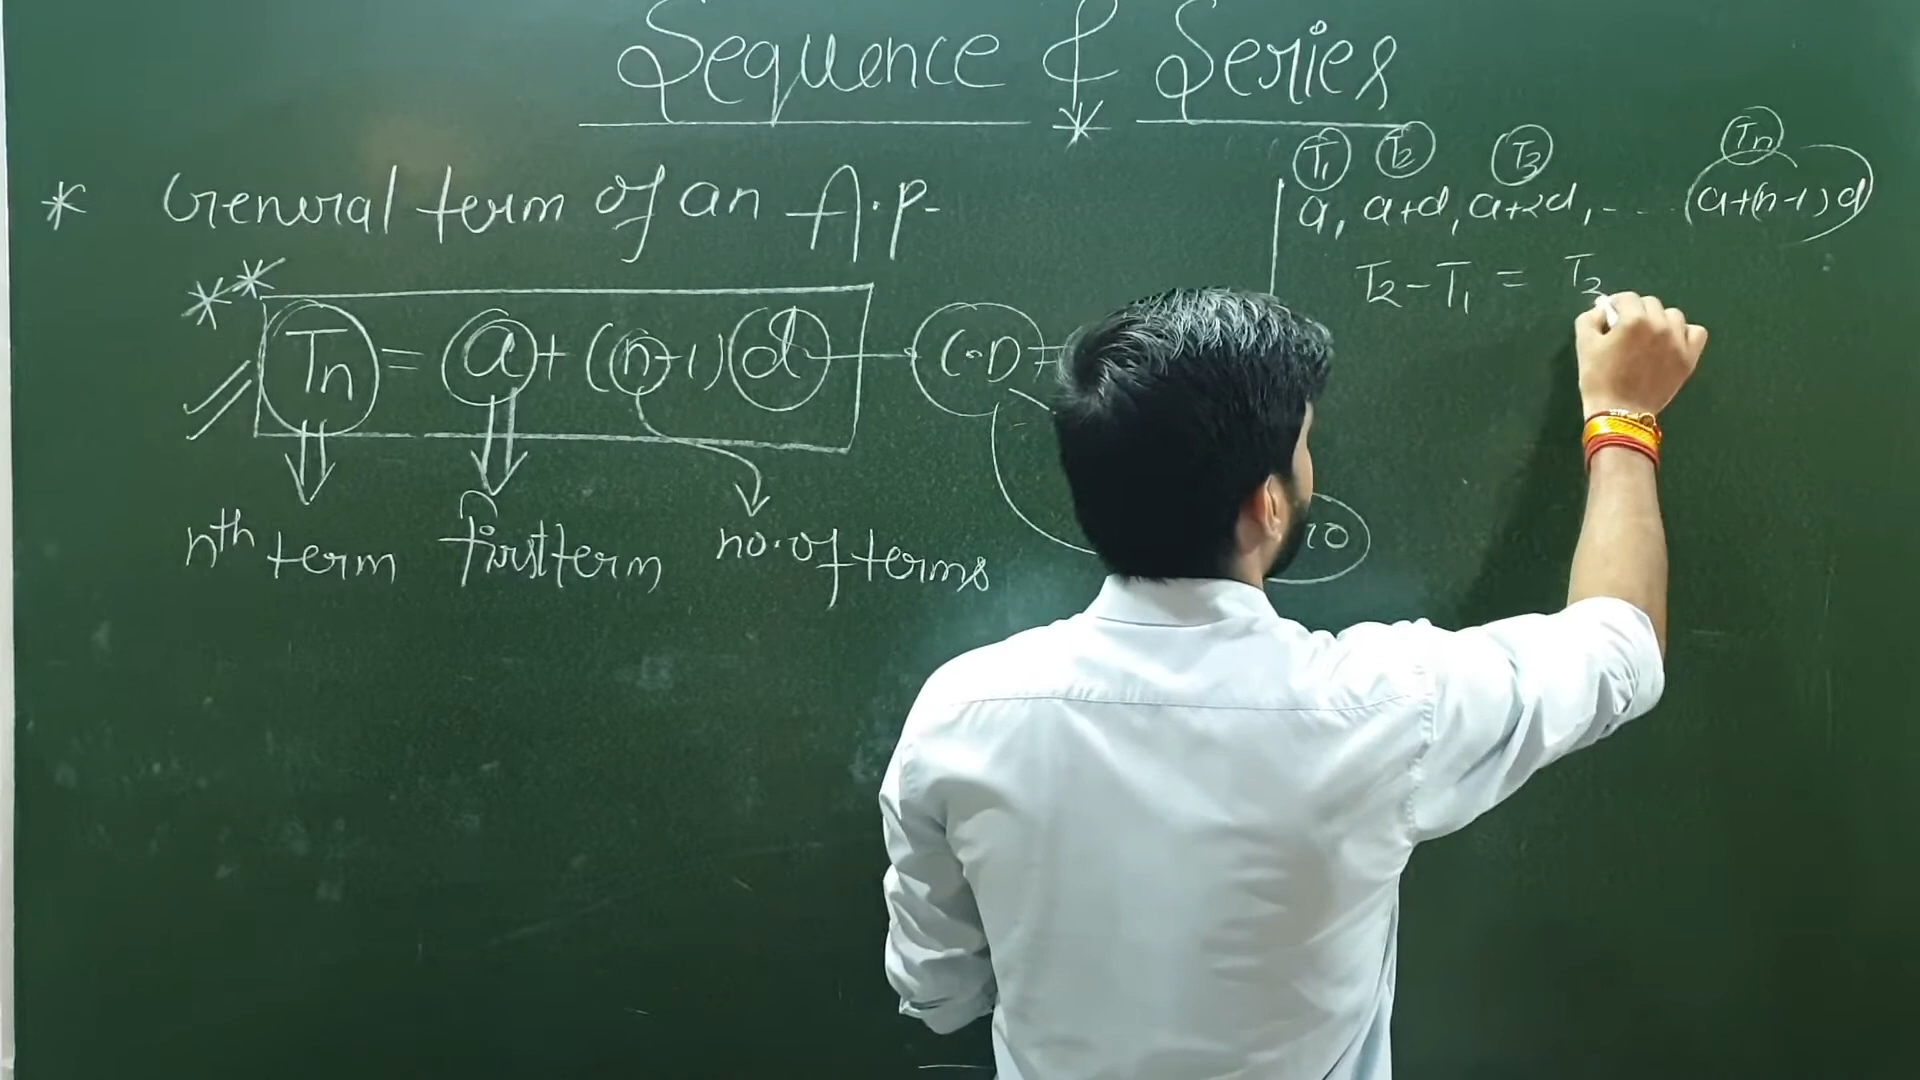 Sequence & Series
* General term of an A.P.
T1 T2 T3 Tn
a, a+d, a+2d, ... (a+(n-1)d
T2-T1 = T3
** Tn = a + (n-1)d C.D =
nth term first term no. of terms